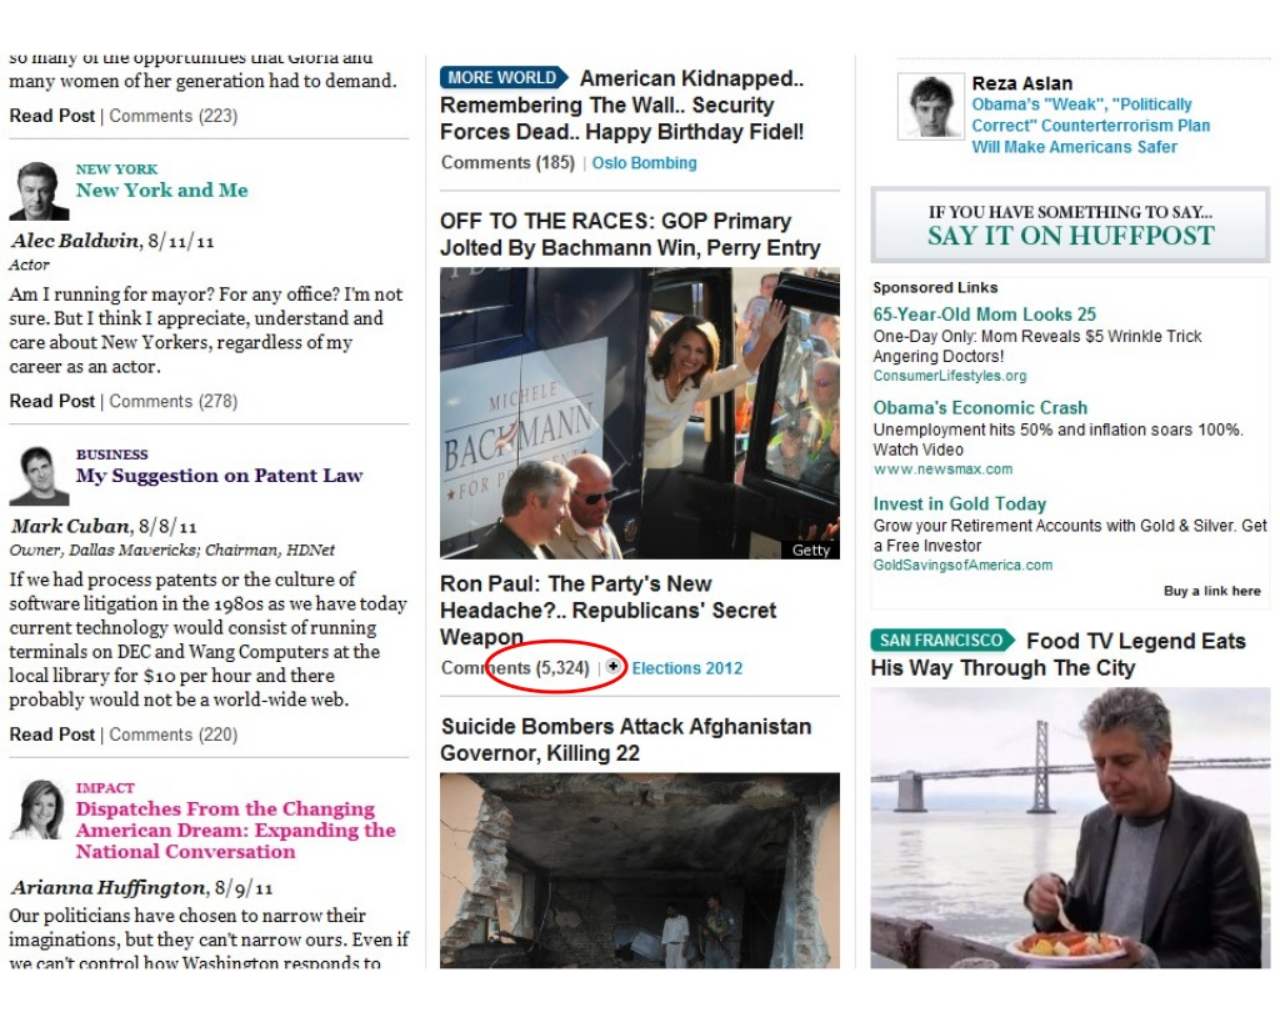 so many of the opportunities that Gloria and
many women of her generation had to demand.
Read Post | Comments (223)
NEW YORK
New York and Me
Alec Baldwin, 8/11/11
Actor
Am I running for mayor? For any office? I'm not
sure. But I think I appreciate, understand and
care about New Yorkers, regardless of my
career as an actor.
Read Post | Comments (278)
BUSINESS
My Suggestion on Patent Law
Mark Cuban, 8/8/11
Owner, Dallas Mavericks; Chairman, HDNet
If we had process patents or the culture of
software litigation in the 1980s as we have today
current technology would consist of running
terminals on DEC and Wang Computers at the
local library for $10 per hour and there
probably would not be a world-wide web.
Read Post | Comments (220)
IMPACT
Dispatches From the Changing
American Dream: Expanding the
National Conversation
Arianna Huffington, 8/9/11
Our politicians have chosen to narrow their
imaginations, but they can't narrow ours. Even if
we can't control how Washington responds to
MORE WORLD American Kidnapped..
Remembering The Wall.. Security
Forces Dead.. Happy Birthday Fidel!
Comments (185) | Oslo Bombing
OFF TO THE RACES: GOP Primary
Jolted By Bachmann Win, Perry Entry
MICHELE
BACHMANN
FOR PRESIDENT
Getty
Ron Paul: The Party's New
Headache?.. Republicans' Secret
Weapon
Comments (5,324) | + Elections 2012
Suicide Bombers Attack Afghanistan
Governor, Killing 22
Reza Aslan
Obama's "Weak", "Politically
Correct" Counterterrorism Plan
Will Make Americans Safer
IF YOU HAVE SOMETHING TO SAY...
SAY IT ON HUFFPOST
Sponsored Links
65-Year-Old Mom Looks 25
One-Day Only: Mom Reveals $5 Wrinkle Trick
Angering Doctors!
ConsumerLifestyles.org
Obama's Economic Crash
Unemployment hits 50% and inflation soars 100%.
Watch Video
www.newsmax.com
Invest in Gold Today
Grow your Retirement Accounts with Gold & Silver. Get
a Free Investor
GoldSavingsofAmerica.com
Buy a link here
SAN FRANCISCO Food TV Legend Eats
His Way Through The City